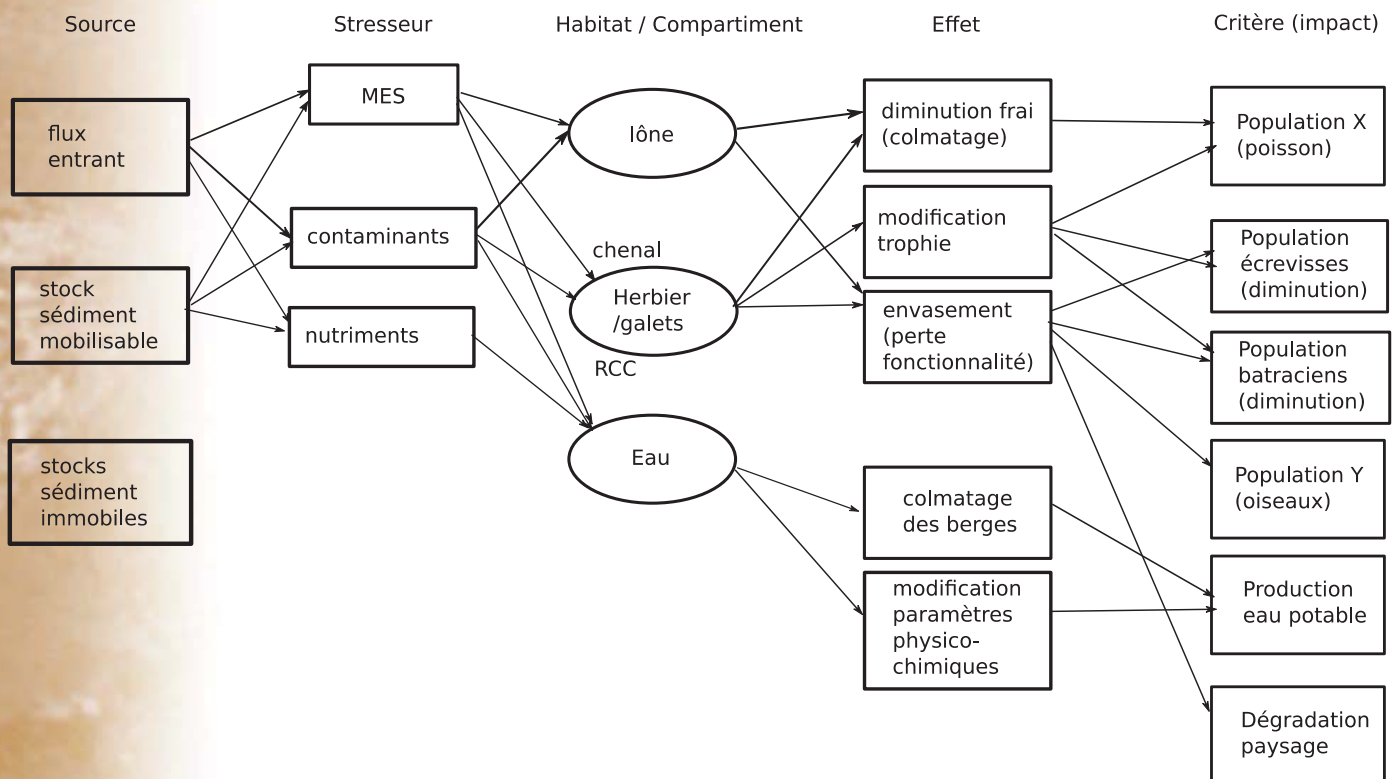 Source
Stresseur
Habitat / Compartiment
Effet
Critère (impact)
flux
entrant
stock
sédiment
mobilisable
stocks
sédiment
immobiles
MES
contaminants
nutriments
lône
chenal
Herbier
/galets
RCC
Eau
diminution frai
(colmatage)
modification
trophie
envasement
(perte
fonctionnalité)
colmatage
des berges
modification
paramètres
physico-
chimiques
Population X
(poisson)
Population
écrevisses
(diminution)
Population
batraciens
(diminution)
Population Y
(oiseaux)
Production
eau potable
Dégradation
paysage